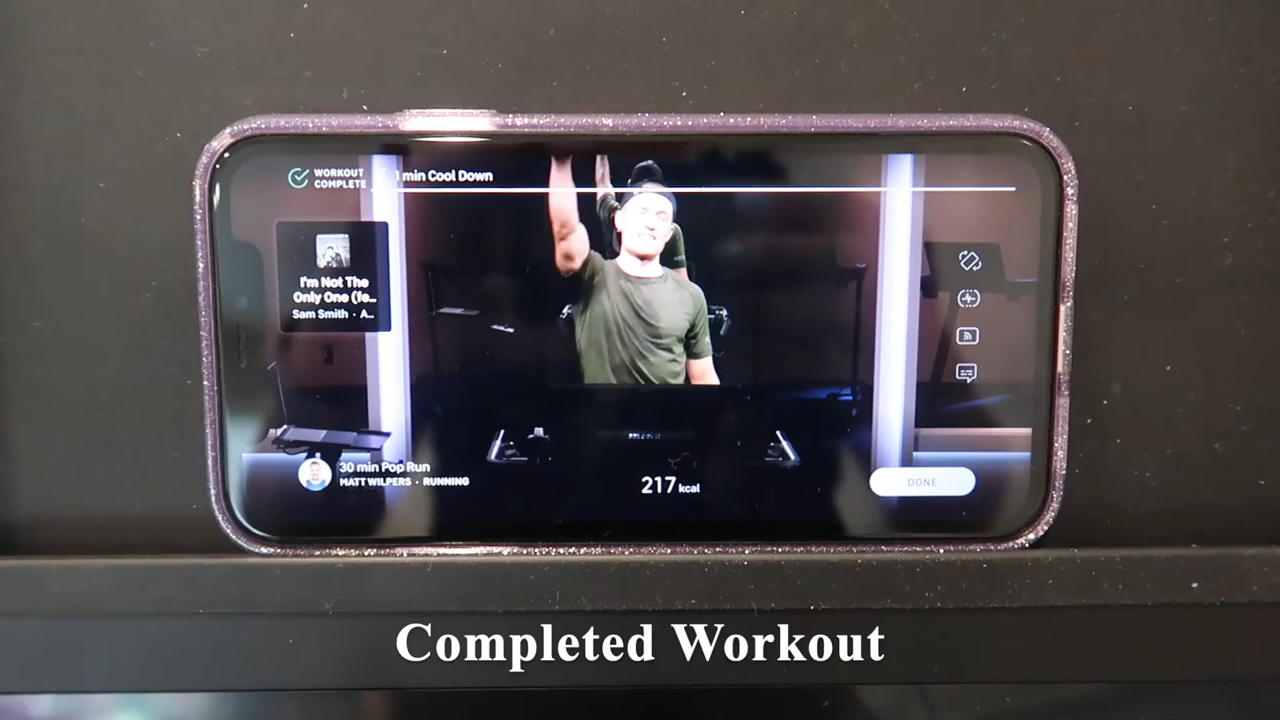 WORKOUT
COMPLETE
1 min Cool Down
I'm Not The
Only One (fe...
Sam Smith · A...
30 min Pop Run
MATT WILPERS · RUNNING
217 kcal
DONE
Completed Workout